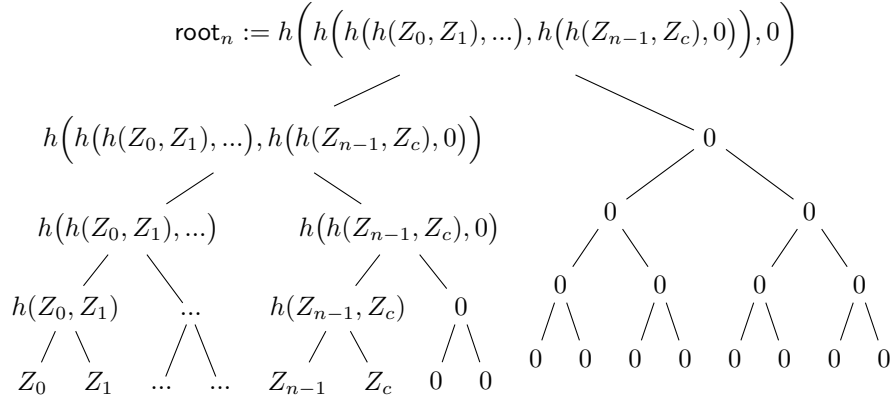 root_n := h(h(h(h(Z_0, Z_1), ...), h(h(Z_{n−1}, Z_c), 0)), 0)
h(h(h(Z_0, Z_1), ...), h(h(Z_{n−1}, Z_c), 0)) 0
h(h(Z_0, Z_1), ...) h(h(Z_{n−1}, Z_c), 0) 0 0
h(Z_0, Z_1) ... h(Z_{n−1}, Z_c) 0 0 0 0 0
Z_0 Z_1 ... ... Z_{n−1} Z_c 0 0 0 0 0 0 0 0 0 0